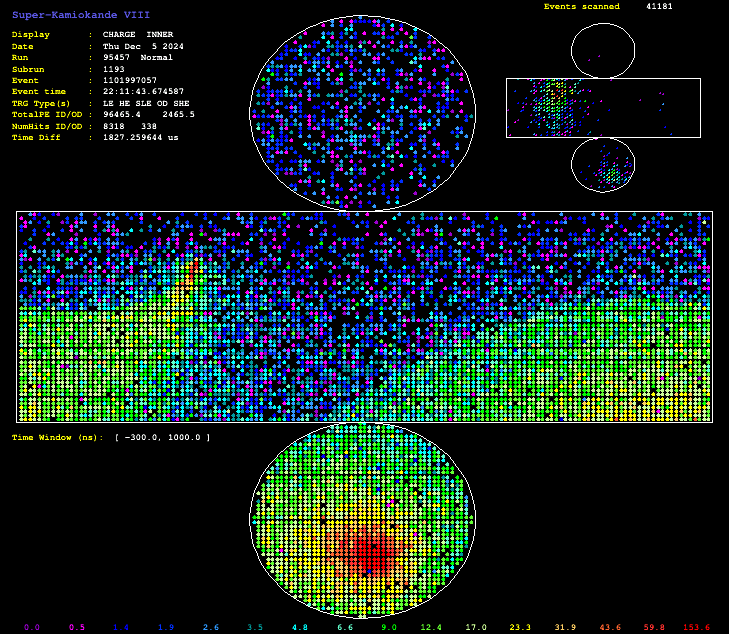 Super-Kamiokande VIII
Events scanned 41181
Display : CHARGE INNER
Date : Thu Dec 5 2024
Run : 95457 Normal
Subrun : 1193
Event : 1101997057
Event time : 22:11:43.674587
TRG Type(s) : LE HE SLE OD SHE
TotalPE ID/OD : 96465.4 2465.5
NumHits ID/OD : 8318 338
Time Diff : 1827.259644 us
Time Window (ns): [ -300.0, 1000.0 ]
0.0 0.5 1.4 1.9 2.6 3.5 4.8 6.6 9.0 12.4 17.0 23.3 31.9 43.6 59.8 153.6